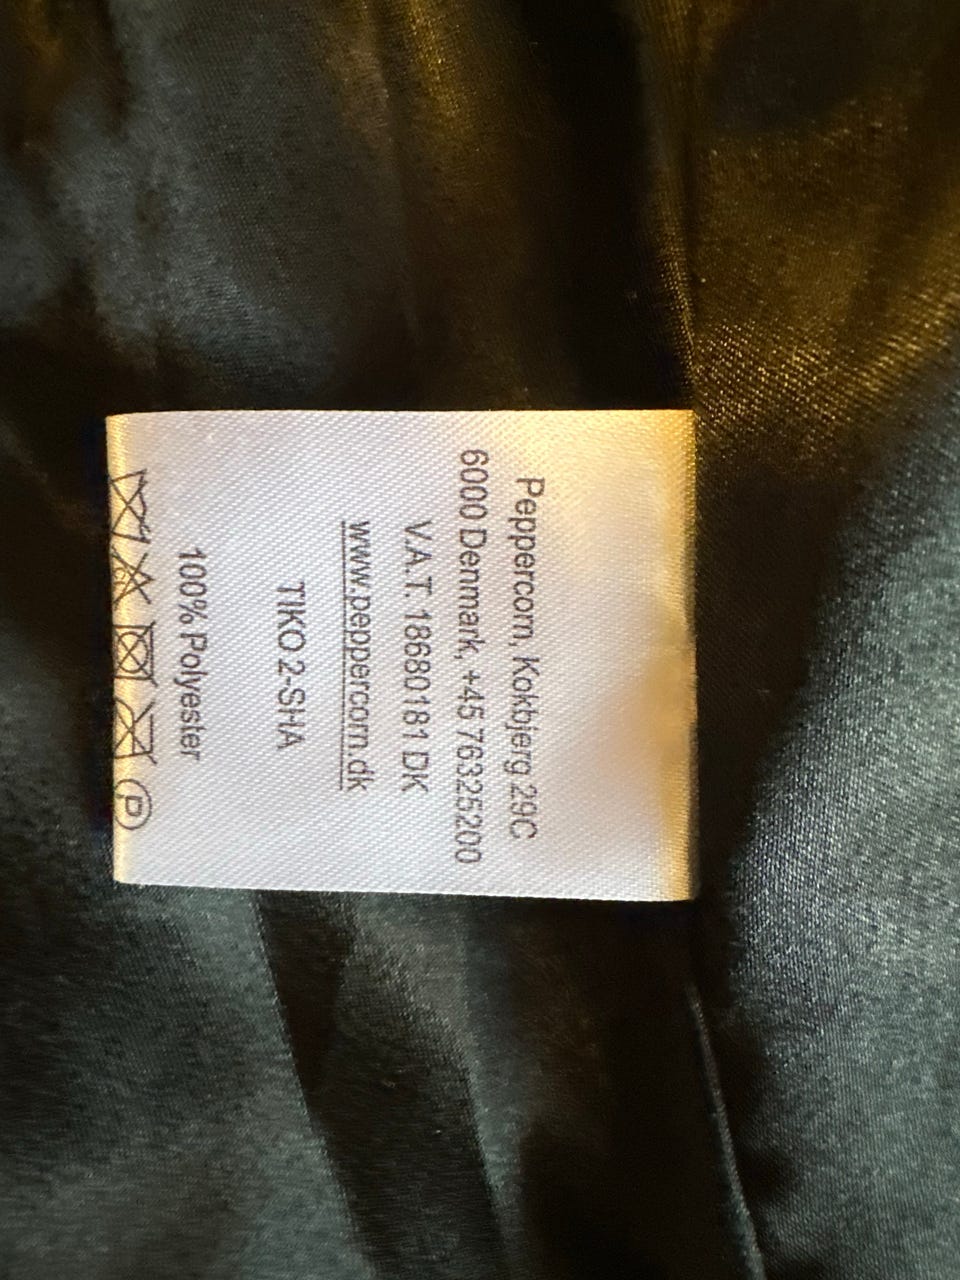 Peppercorn, Kokbjerg 29C
6000 Denmark, +45 76325200
V.A.T. 18680181 DK
www.peppercorn.dk
TIKO 2-SHA
100% Polyester
P